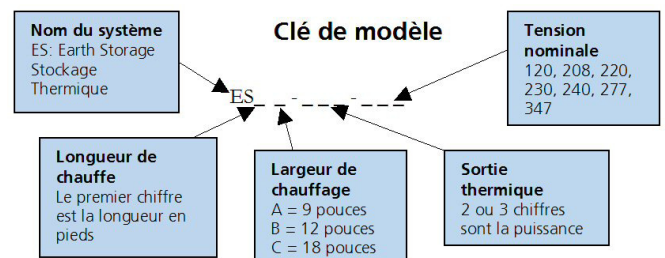 Clé de modèle
Nom du système
ES: Earth Storage
Stockage
Thermique
Tension
nominale
120, 208, 220,
230, 240, 277,
347
ES_ _ - _ _ - _ _ _
Longueur de
chauffe
Le premier chiffre
est la longueur en
pieds
Largeur de
chauffage
A = 9 pouces
B = 12 pouces
C = 18 pouces
Sortie
thermique
2 ou 3 chiffres
sont la puissance